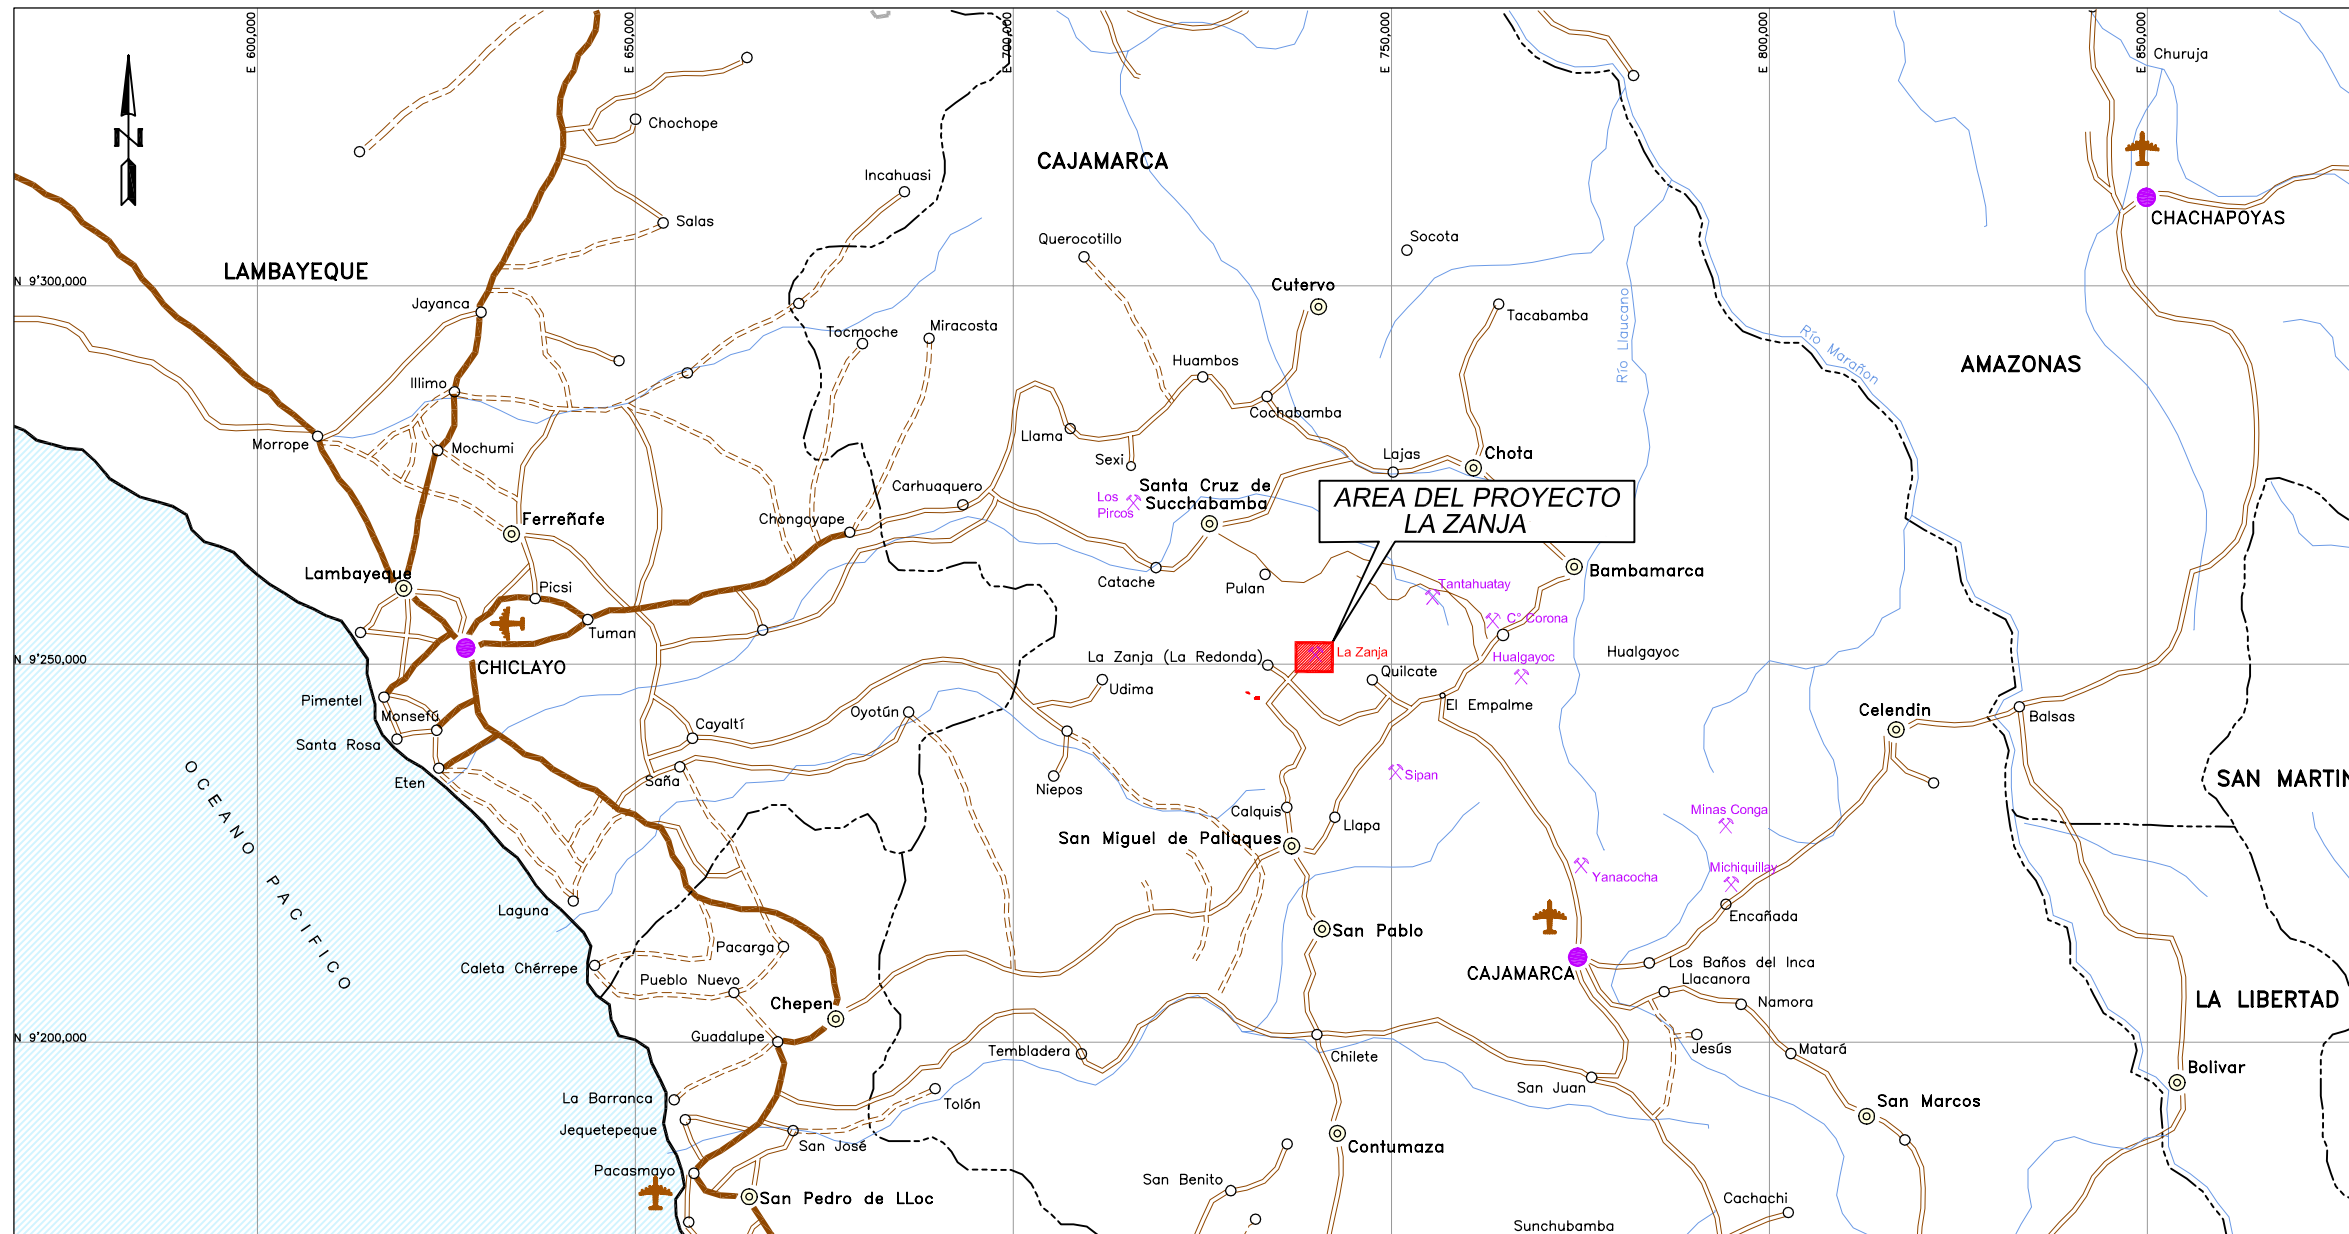 E 600,000
E 650,000
E 700,000
E 750,000
E 800,000
E 850,000
Churuja
N
Chochope
CAJAMARCA
Incahuasi
Salas
CHACHAPOYAS
Querocotillo
Socota
LAMBAYEQUE
N 9'300,000
Cutervo
Jayanca
Tacabamba
Tocmoche
Miracosta
Río Llaucano
Río Marañon
AMAZONAS
Huambos
Illimo
Cochabamba
Morrope
Mochumi
Llama
Sexi
Lajas
Chota
Carhuaquero
Los
Pircos
Santa Cruz de
Succhabamba
AREA DEL PROYECTO
LA ZANJA
Ferreñafe
Chongoyape
Lambayeque
Picsi
Catache
Pulan
Tantahuatay
Bambamarca
Tuman
C° Corona
CHICLAYO
N 9'250,000
La Zanja (La Redonda)
La Zanja
Quilcate
Hualgayoc
Hualgayoc
Udima
Pimentel
Monsefú
Santa Rosa
Cayaltí
Oyotún
El Empalme
Celendin
Balsas
Eten
Saña
Niepos
Sipan
SAN MARTIN
OCEANO PACIFICO
Calquis
Llapa
Minas Conga
San Miguel de Pallaques
Yanacocha
Michiquillay
Laguna
Encañada
Pacarga
San Pablo
Caleta Chérrepe
Pueblo Nuevo
CAJAMARCA
Los Baños del Inca
Llacanora
Chepen
Namora
LA LIBERTAD
N 9'200,000
Guadalupe
Tembladera
Chilete
Jesús
Matará
San Juan
Bolivar
La Barranca
Tolón
San Marcos
Jequetepeque
San José
Contumaza
Pacasmayo
San Benito
San Pedro de LLoc
Cachachi
Sunchubamba